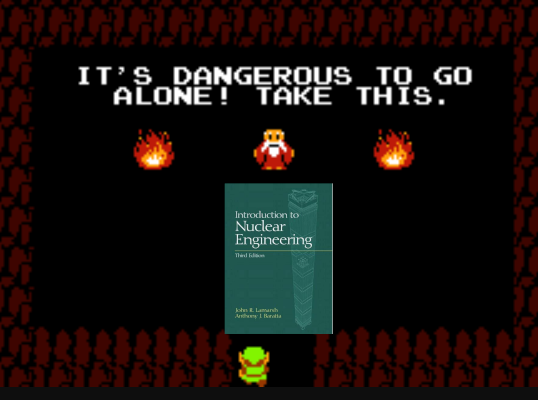 IT'S DANGEROUS TO GO
ALONE! TAKE THIS.
Introduction to
Nuclear
Engineering
Third Edition
John R. Lamarsh
Anthony J. Baratta